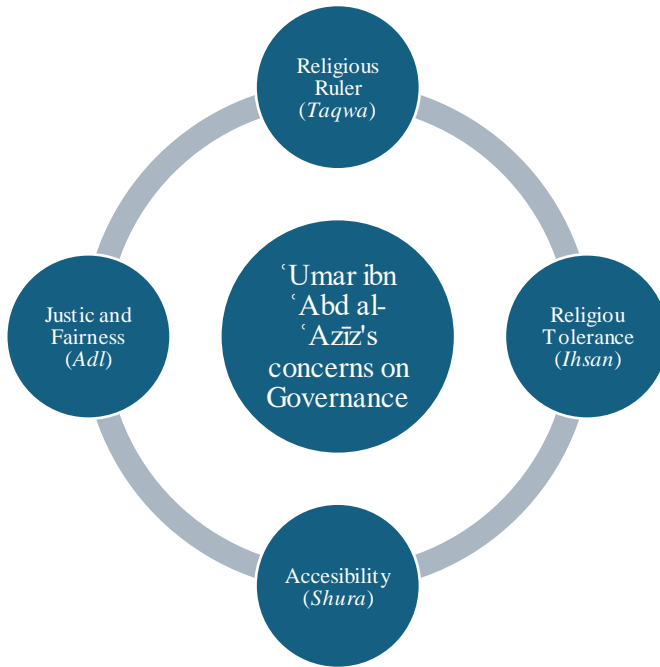 Religious
Ruler
(Taqwa)
Justic and
Fairness
(Adl)
ʿUmar ibn
ʿAbd al-
ʿAzīz's
concerns on
Governance
Religiou
Tolerance
(Ihsan)
Accesibility
(Shura)